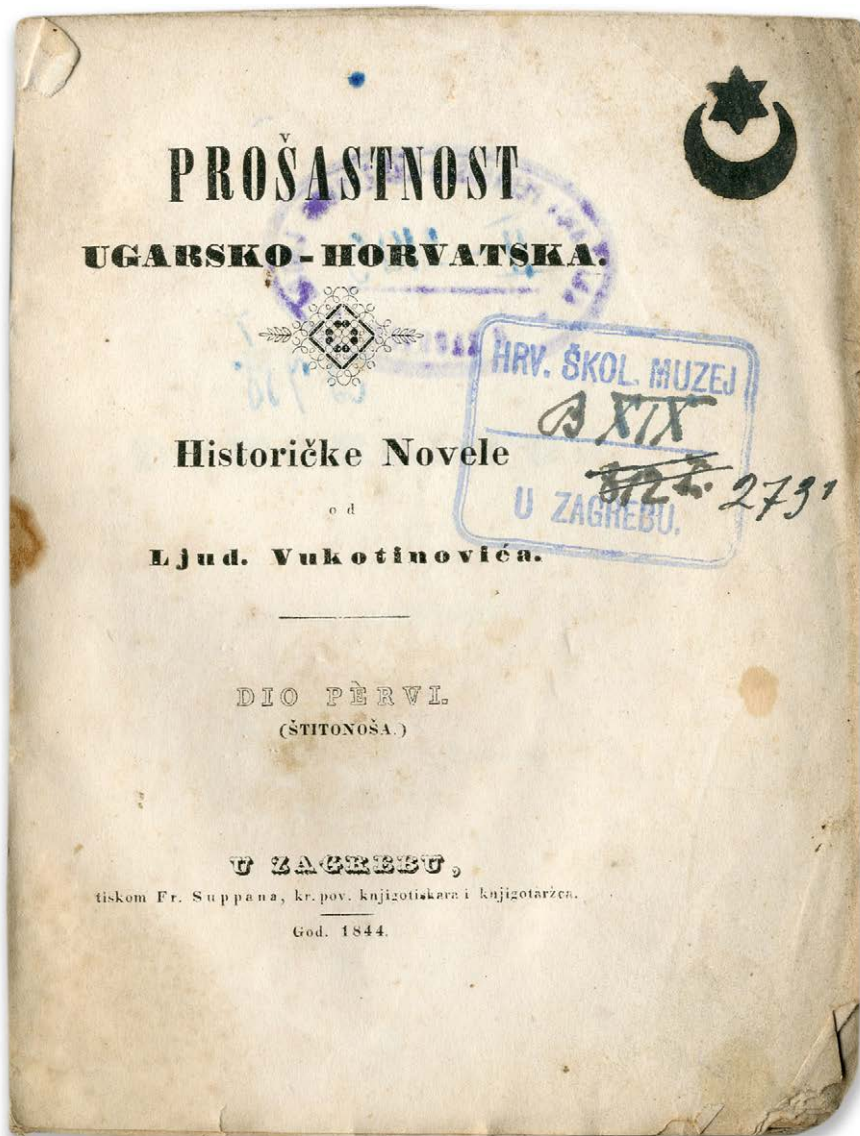 PROŠASTNOST
UGARSKO-HORVATSKA.
HRV. ŠKOL. MUZEJ
B XIX
2731
U ZAGREBU.
Historičke Novele
od
Ljud. Vukotinovića.
DIO PÈRVI.
(ŠTITONOŠA.)
U ZAGREBU,
tiskom Fr. Suppana, kr. pov. knjigotiskara i knjigotàržca.
God. 1844.